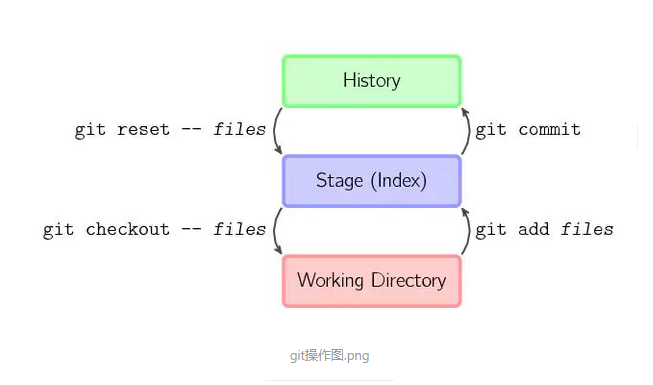 History
git reset -- files
git commit
Stage (Index)
git checkout -- files
git add files
Working Directory
git操作图.png